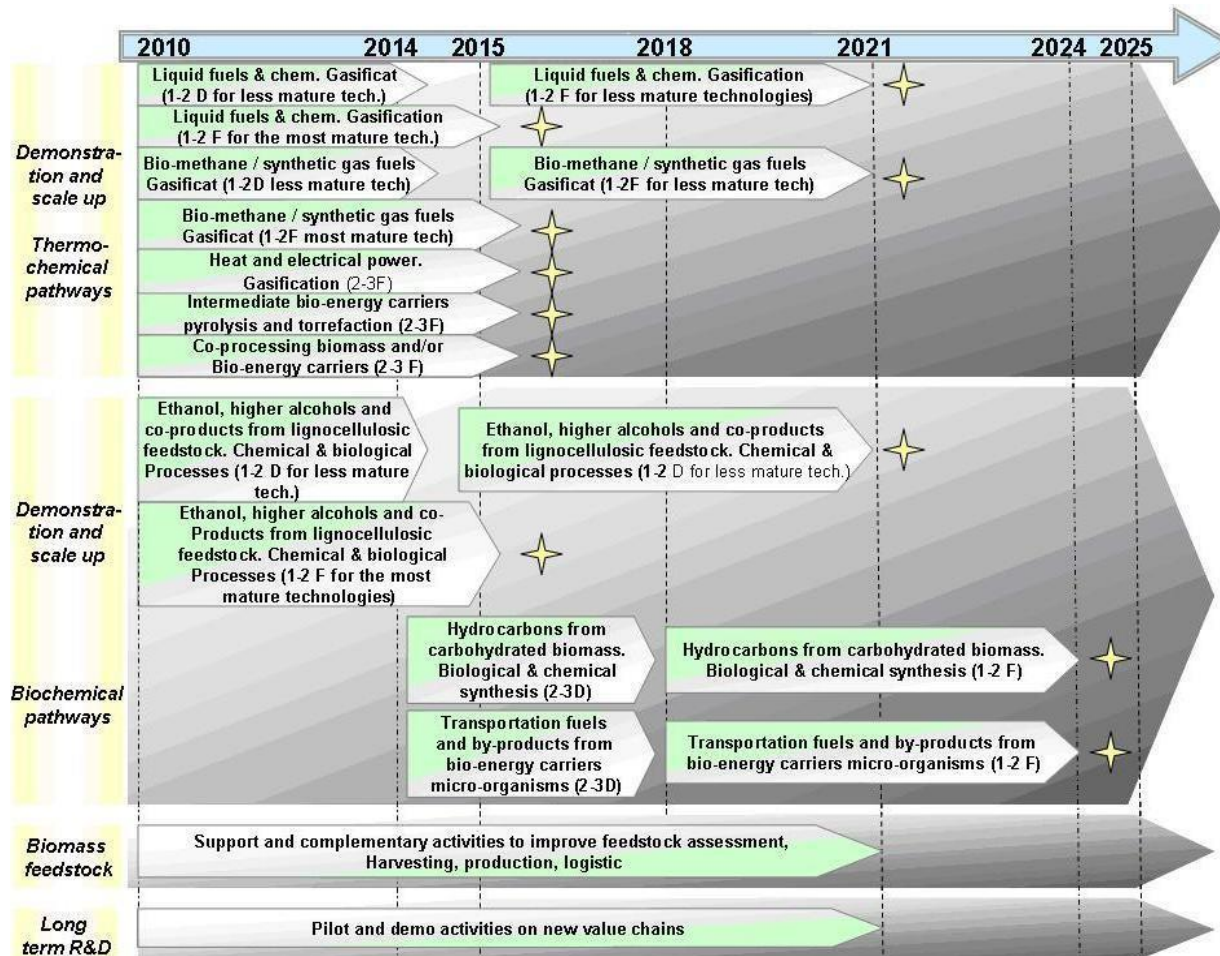 2010 2014 2015 2018 2021 2024 2025
Demonstra-
tion and
scale up
Thermo-
chemical
pathways
Liquid fuels & chem. Gasificat
(1-2 D for less mature tech.)
Liquid fuels & chem. Gasification
(1-2 F for less mature technologies)
Liquid fuels & chem. Gasification
(1-2 F for the most mature tech.)
Bio-methane / synthetic gas fuels
Gasificat (1-2D less mature tech)
Bio-methane / synthetic gas fuels
Gasificat (1-2F for less mature tech)
Bio-methane / synthetic gas fuels
Gasificat (1-2F most mature tech)
Heat and electrical power.
Gasification (2-3F)
Intermediate bio-energy carriers
pyrolysis and torrefaction (2-3F)
Co-processing biomass and/or
Bio-energy carriers (2-3 F)
Demonstra-
tion and
scale up
Biochemical
pathways
Ethanol, higher alcohols and
co-products from lignocellulosic
feedstock. Chemical & biological
Processes (1-2 D for less mature
tech.)
Ethanol, higher alcohols and co-products
from lignocellulosic feedstock. Chemical &
biological processes (1-2 D for less mature tech.)
Ethanol, higher alcohols and co-
Products from lignocellulosic
feedstock. Chemical & biological
Processes (1-2 F for the most
mature technologies)
Hydrocarbons from
carbohydrated biomass.
Biological & chemical
synthesis (2-3D)
Hydrocarbons from carbohydrated biomass.
Biological & chemical synthesis (1-2 F)
Transportation fuels
and by-products from
bio-energy carriers
micro-organisms (2-3D)
Transportation fuels and by-products from
bio-energy carriers micro-organisms (1-2 F)
Biomass
feedstock
Support and complementary activities to improve feedstock assessment,
Harvesting, production, logistic
Long
term R&D
Pilot and demo activities on new value chains